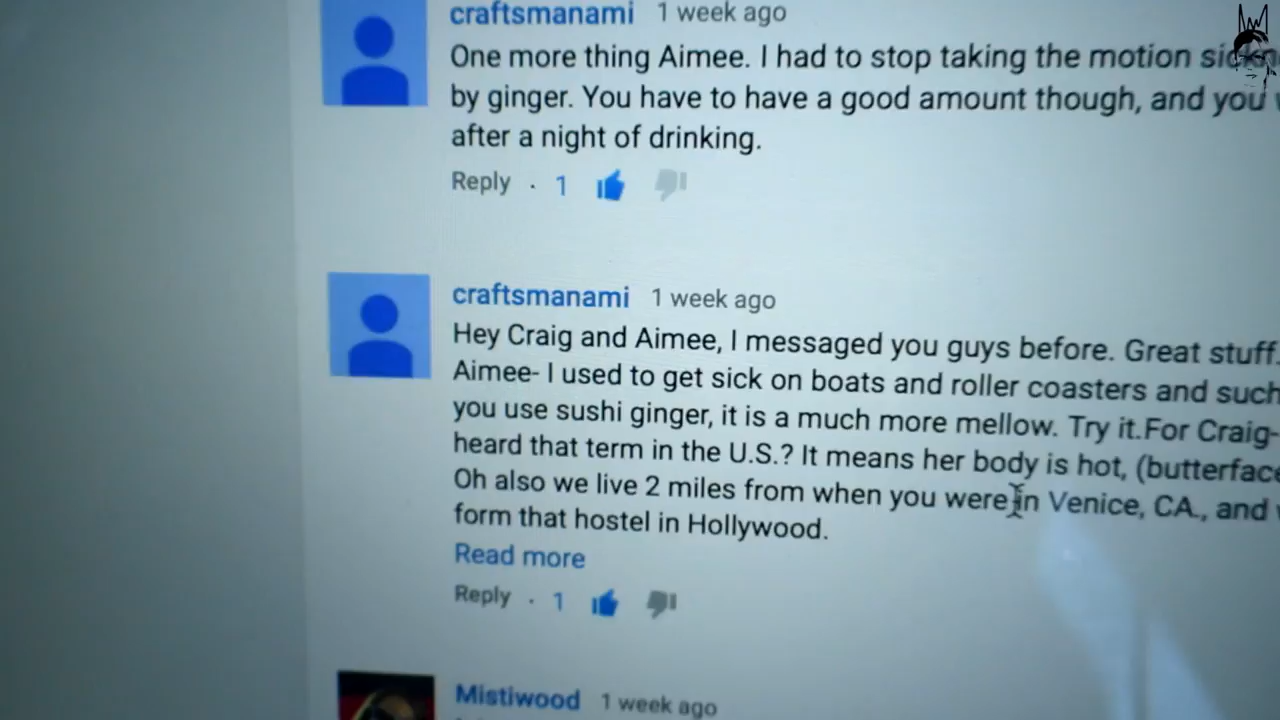 craftsmanami 1 week ago
One more thing Aimee. I had to stop taking the motion
by ginger. You have to have a good amount though, and you
after a night of drinking.
Reply · 1
craftsmanami 1 week ago
Hey Craig and Aimee, I messaged you guys before. Great stuff.
Aimee- I used to get sick on boats and roller coasters and such
you use sushi ginger, it is a much more mellow. Try it.For Craig-
heard that term in the U.S.? It means her body is hot, (butterface
Oh also we live 2 miles from when you were in Venice, CA., and
form that hostel in Hollywood.
Read more
Reply · 1
Mistiwood 1 week ago